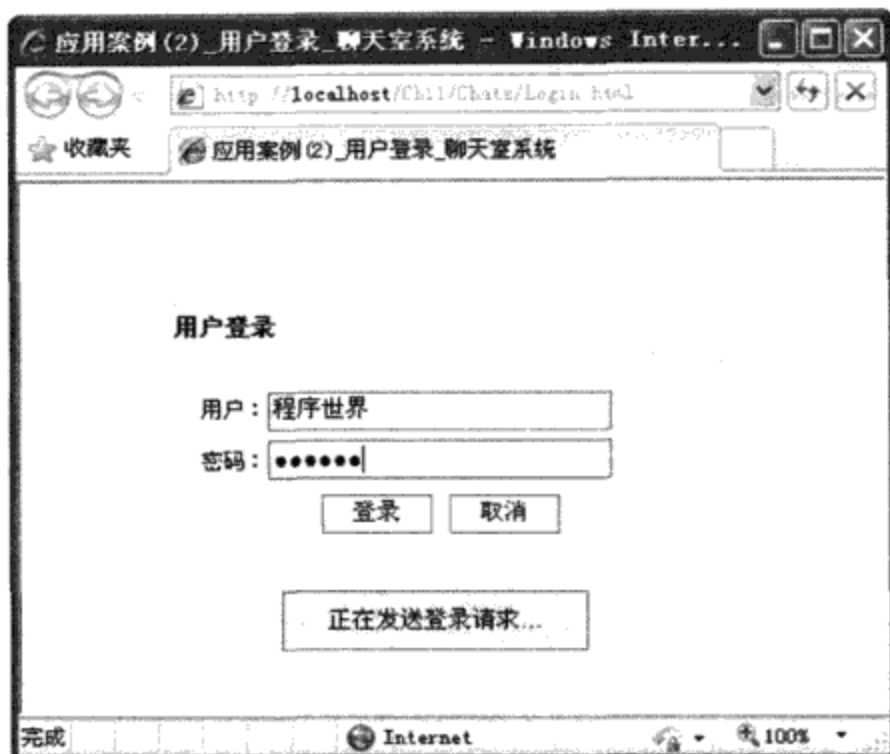 应用案例(2)_用户登录_聊天室系统 - Windows Inter...
http://localhost/Ch11/Chats/Login.html
收藏夹
应用案例(2)_用户登录_聊天室系统
用户登录
用户：程序世界
密码：●●●●●●
登录 取消
正在发送登录请求...
完成 Internet 100%